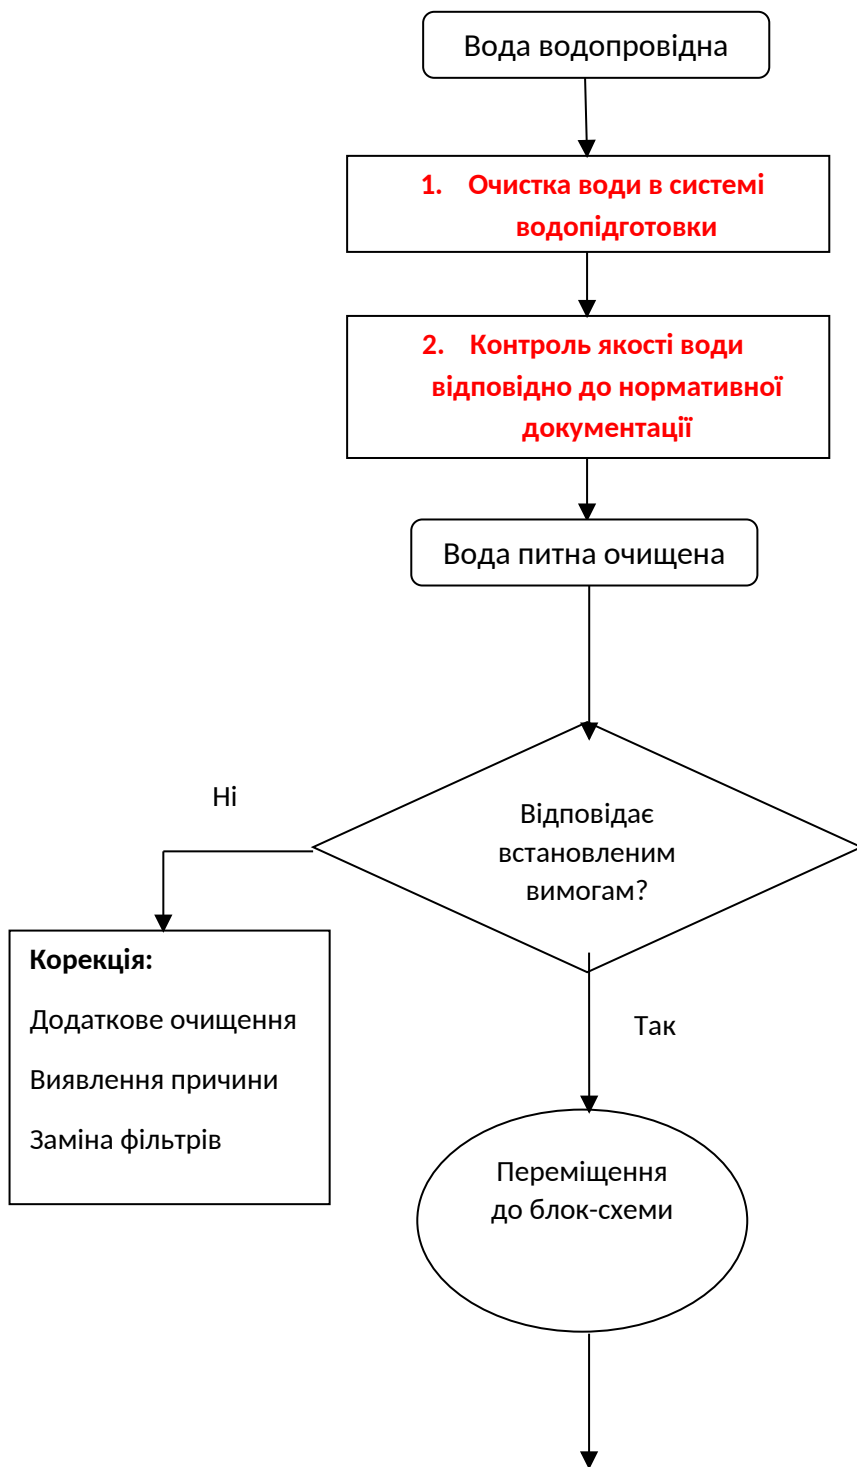 Вода водопровідна
1. Очистка води в системі
водопідготовки
2. Контроль якості води
відповідно до нормативної
документації
Вода питна очищена
Відповідає
встановленим
вимогам?
Ні
Корекція:
Додаткове очищення
Виявлення причини
Заміна фільтрів
Так
Переміщення
до блок-схеми